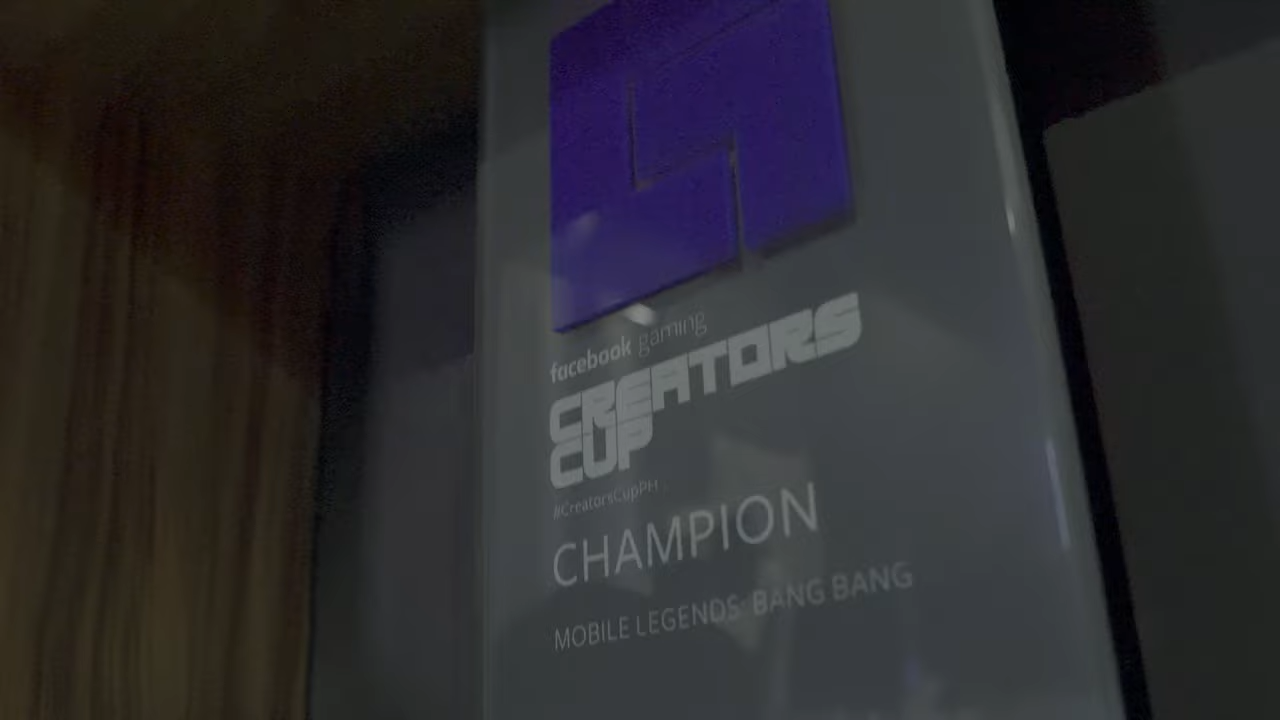 facebook gaming
CREATORS
CUP
#CreatorsCupPH
CHAMPION
MOBILE LEGENDS: BANG BANG